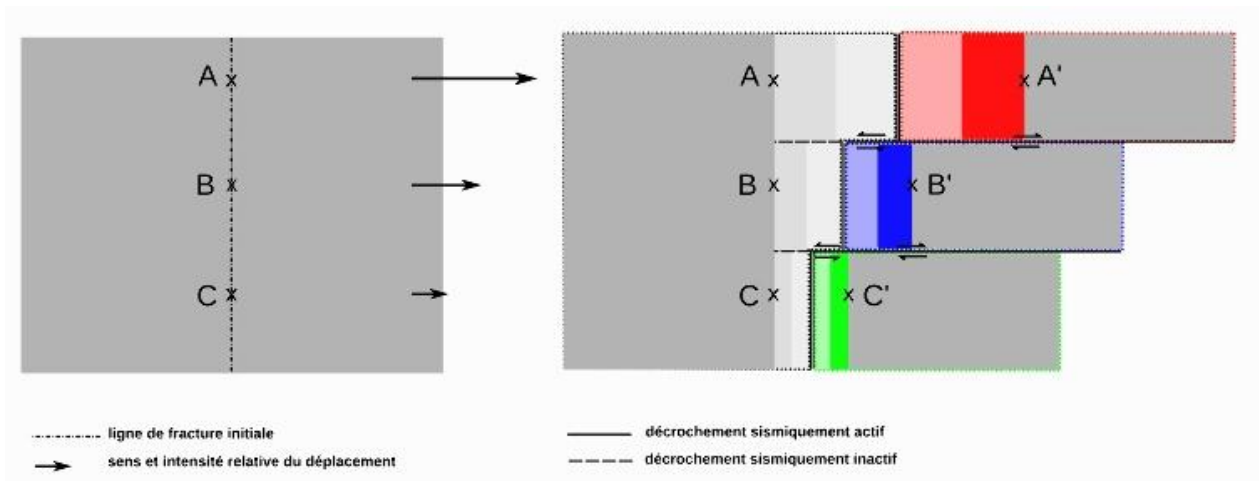 A
B
C
A
A'
B
B'
C
C'
ligne de fracture initiale
sens et intensité relative du déplacement
décrochement sismiquement actif
décrochement sismiquement inactif